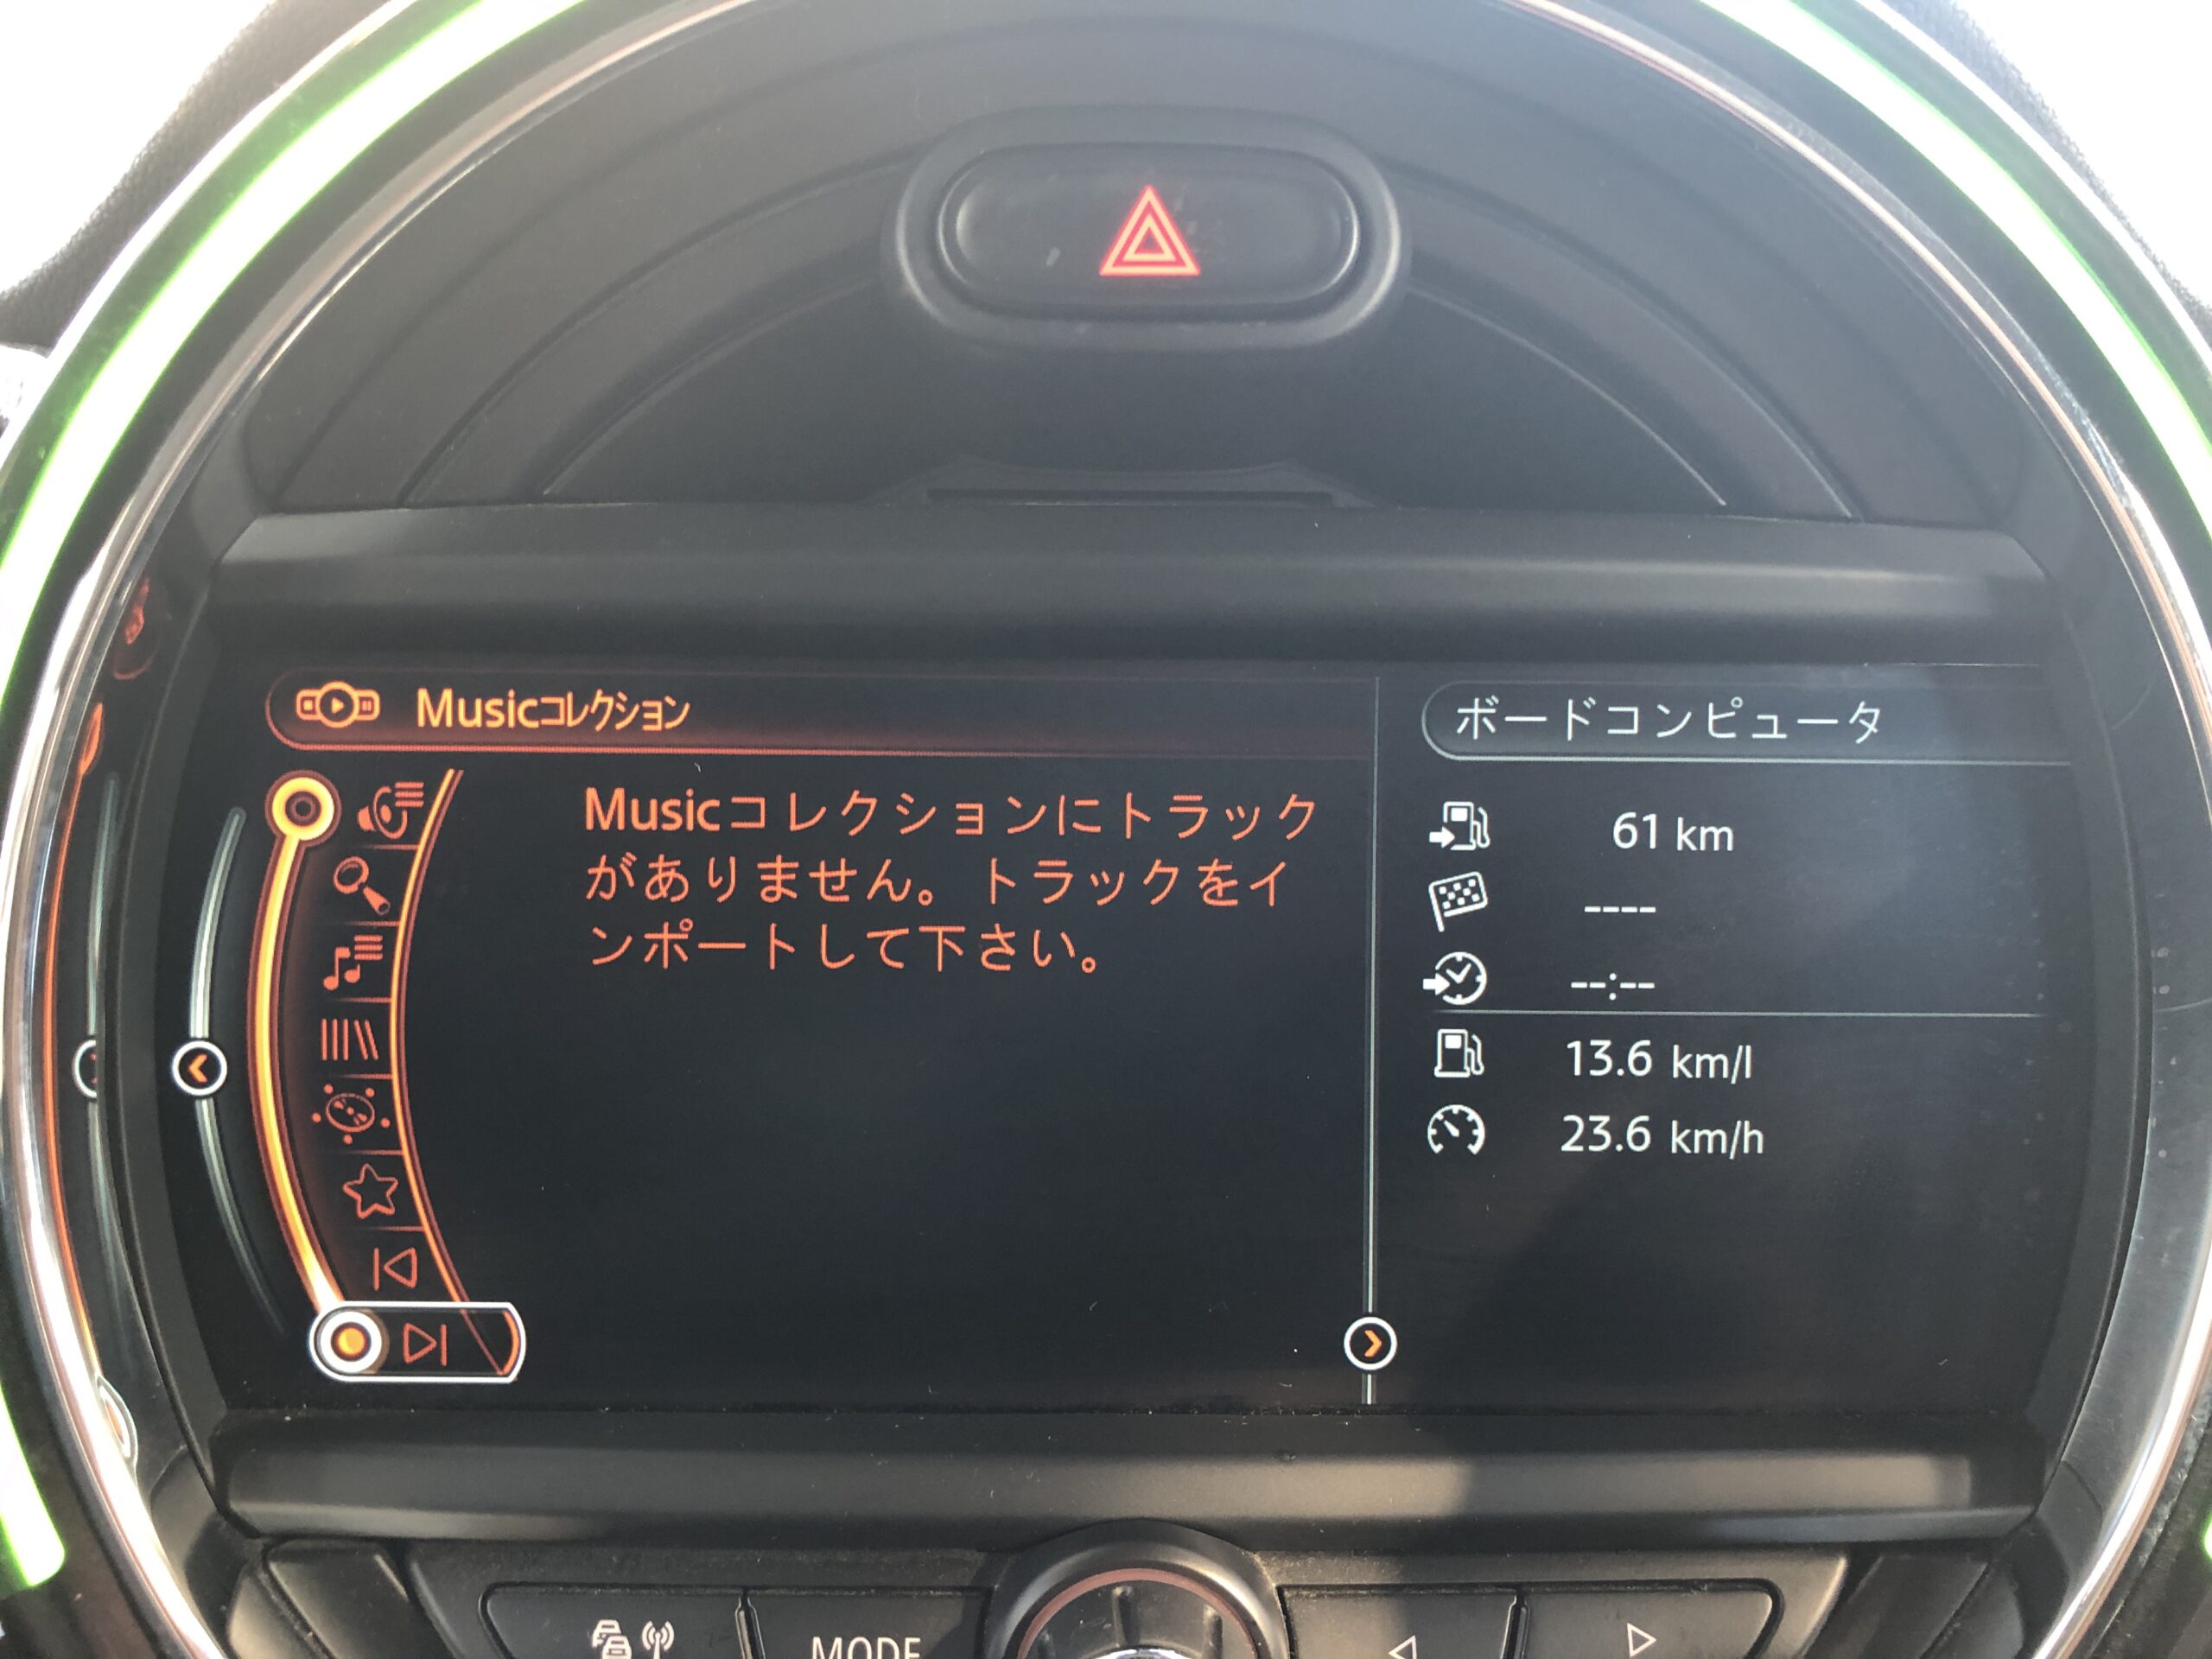 Musicコレクション
Musicコレクションにトラック
がありません。トラックをイ
ンポートして下さい。
ボードコンピュータ
61 km
----
--:--
13.6 km/l
23.6 km/h
MODE